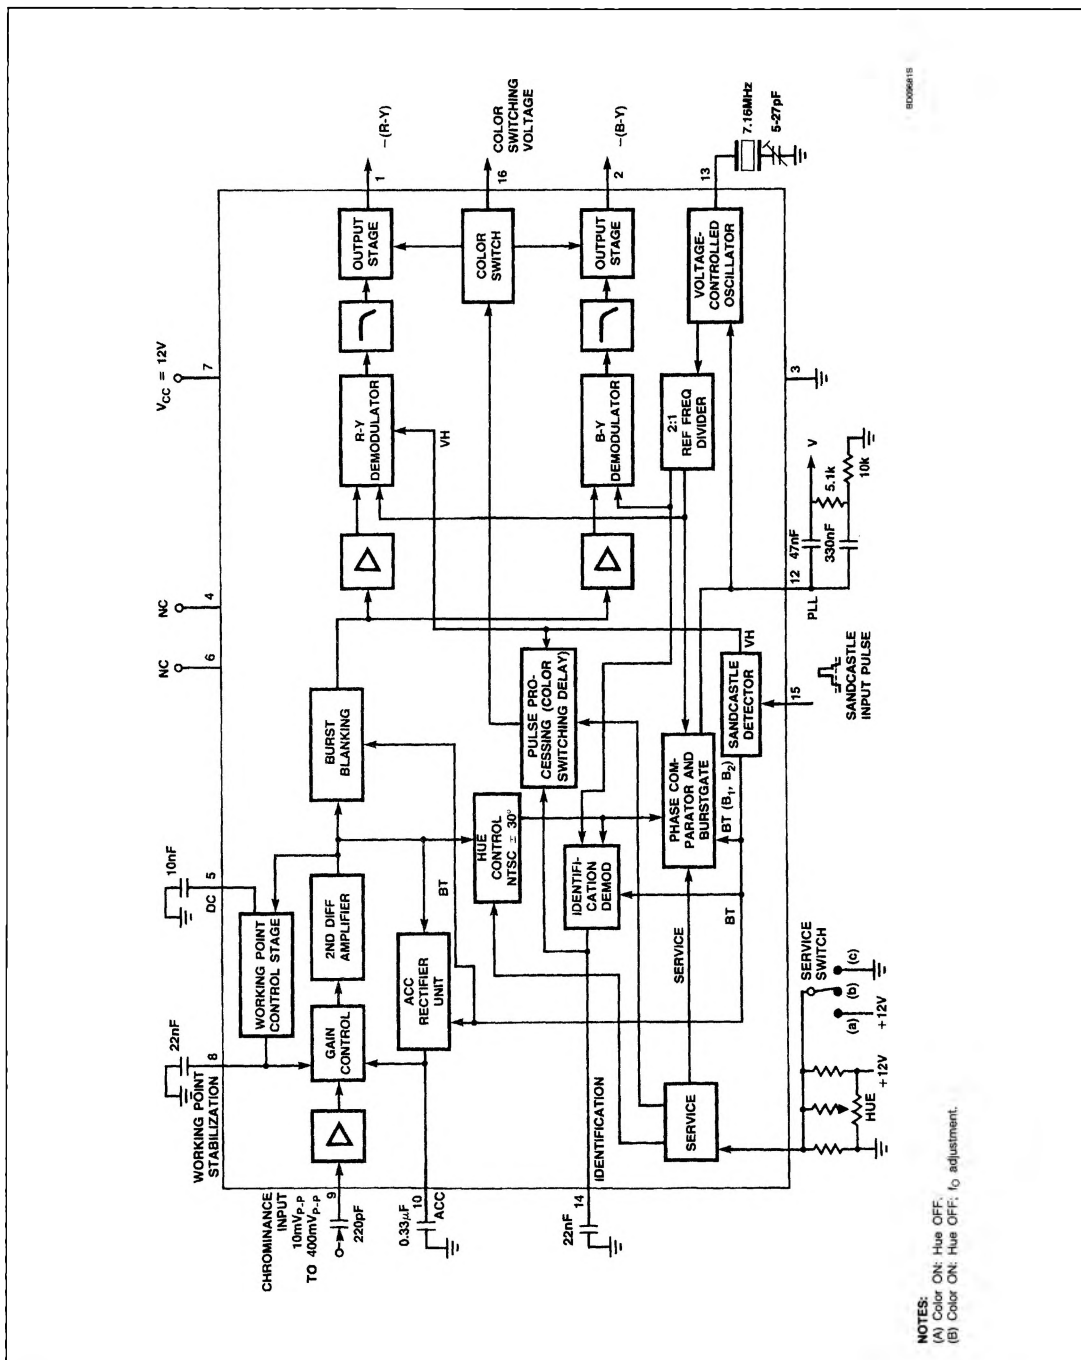 V_CC = 12V
7
NC
4
NC
6
10nF
5
DC
22nF
8
WORKING POINT
STABILIZATION
CHROMINANCE
INPUT
10mV_P-P
TO 400mV_P-P
9
220pF
0.33μF
10
ACC
IDENTIFICATION
14
22nF
WORKING POINT
CONTROL STAGE
GAIN
CONTROL
2ND DIFF
AMPLIFIER
ACC
RECTIFIER
UNIT
BT
BURST
BLANKING
HUE
CONTROL
NTSC ± 30°
PULSE PRO-
CESSING (COLOR
SWITCHING DELAY)
IDENTIFI-
CATION
DEMOD
PHASE COM-
PARATOR AND
BURSTGATE
BT (B₁, B₂)
SANDCASTLE
DETECTOR
VH
BT
SERVICE
SERVICE
R-Y
DEMODULATOR
VH
B-Y
DEMODULATOR
2:1
REF FREQ
DIVIDER
OUTPUT
STAGE
COLOR
SWITCH
OUTPUT
STAGE
VOLTAGE-
CONTROLLED
OSCILLATOR
1
–(R-Y)
16
COLOR
SWITCHING
VOLTAGE
2
–(B-Y)
13
7.16MHz
5-27pF
3
PLL
12
47nF
330nF
V
5.1k
10k
15
SANDCASTLE
INPUT PULSE
SERVICE
SWITCH
(a)
(b)
(c)
+12V
HUE
+12V
BD09681S
NOTES:
(A) Color ON: Hue OFF:
(B) Color ON: Hue OFF: f_O adjustment.